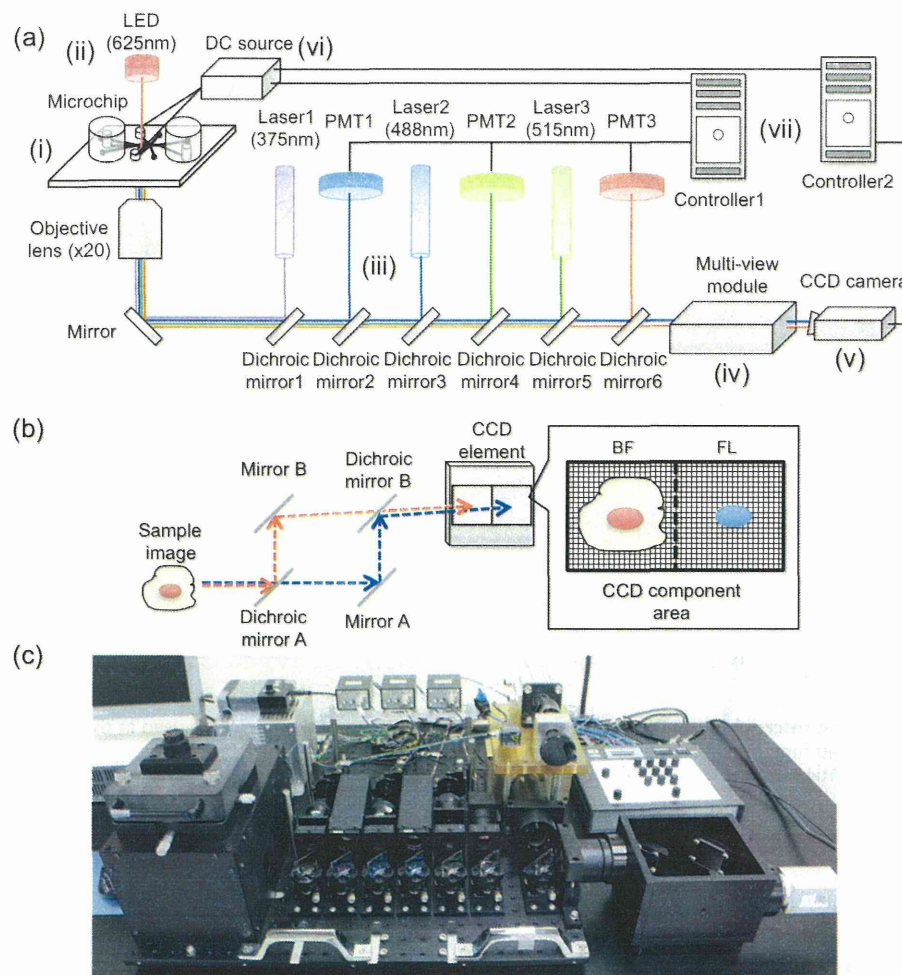 (a)
LED
(625nm)
(ii)
DC source
(vi)
Microchip
(i)
Laser1
(375nm)
PMT1
Laser2
(488nm)
PMT2
Laser3
(515nm)
PMT3
(vii)
Controller1
Controller2
Objective
lens (x20)
(iii)
Multi-view
module
CCD camera
Mirror
Dichroic
mirror1
Dichroic
mirror2
Dichroic
mirror3
Dichroic
mirror4
Dichroic
mirror5
Dichroic
mirror6
(iv)
(v)
(b)
CCD
element
BF
FL
Mirror B
Dichroic
mirror B
Sample
image
Dichroic
mirror A
Mirror A
CCD component
area
(c)